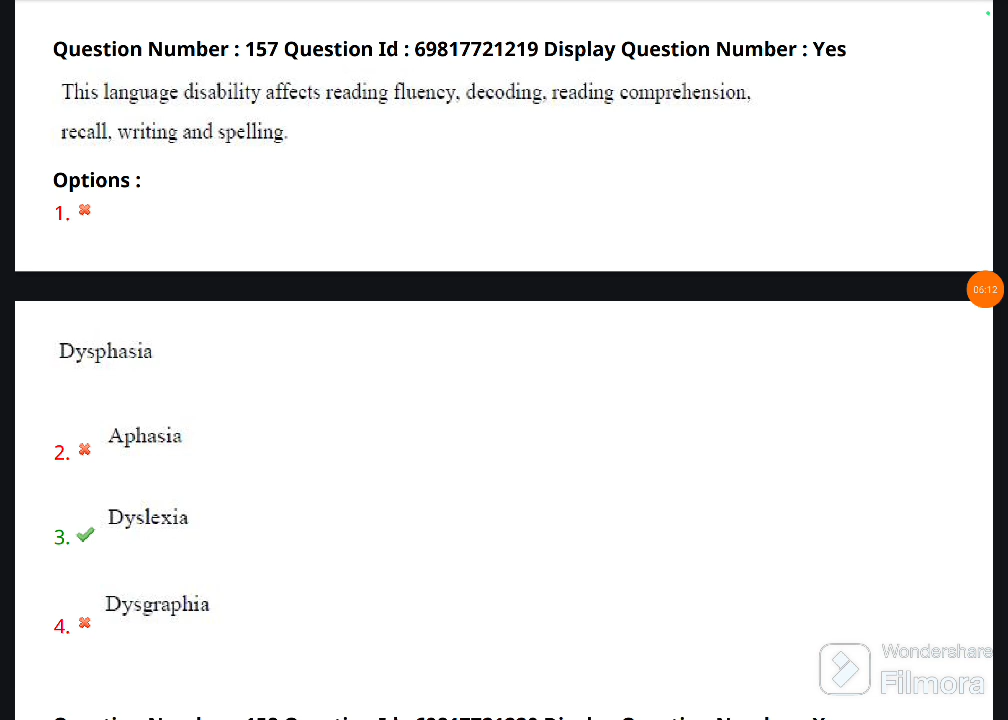 Question Number : 157 Question Id : 69817721219 Display Question Number : Yes
This language disability affects reading fluency, decoding, reading comprehension,
recall, writing and spelling.
Options :
1.
06:12
Dysphasia
Aphasia
2.
Dyslexia
3.
Dysgraphia
4.
Wondershare
Filmora